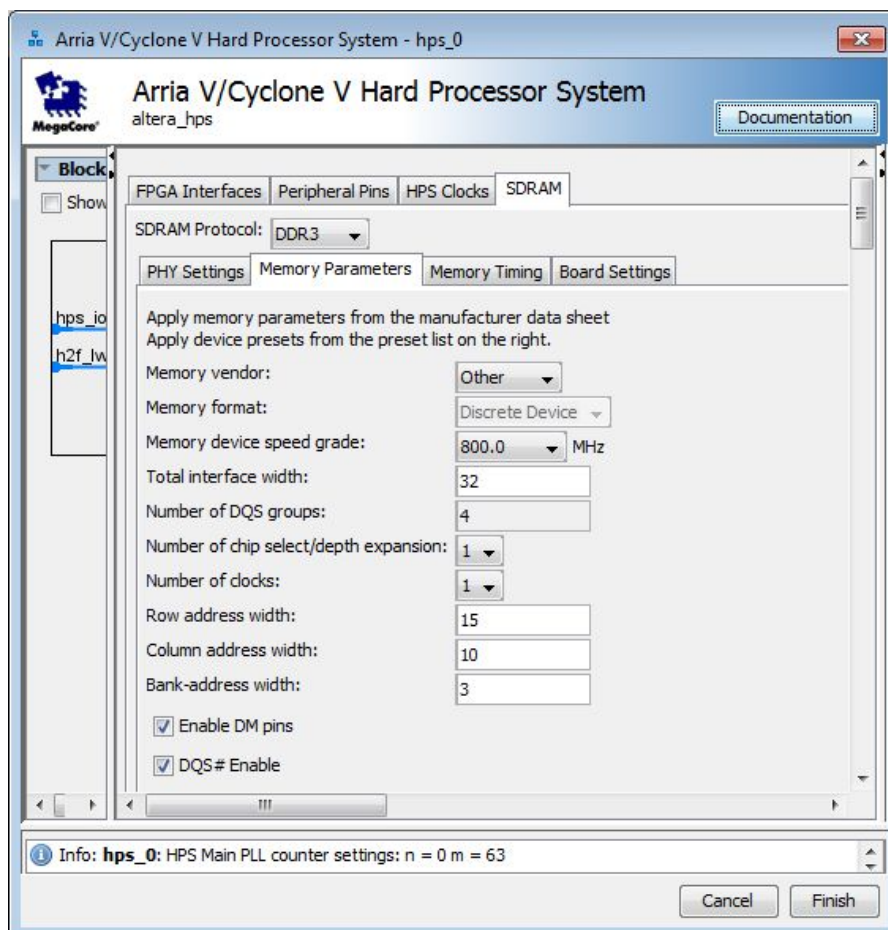 Arria V/Cyclone V Hard Processor System - hps_0
MegaCore®
Arria V/Cyclone V Hard Processor System
altera_hps
Documentation
Block
Show
hps_io
h2f_lw
FPGA Interfaces Peripheral Pins HPS Clocks SDRAM
SDRAM Protocol: DDR3
PHY Settings Memory Parameters Memory Timing Board Settings
Apply memory parameters from the manufacturer data sheet
Apply device presets from the preset list on the right.
Memory vendor: Other
Memory format: Discrete Device
Memory device speed grade: 800.0 MHz
Total interface width: 32
Number of DQS groups: 4
Number of chip select/depth expansion: 1
Number of clocks: 1
Row address width: 15
Column address width: 10
Bank-address width: 3
Enable DM pins
DQS# Enable
Info: hps_0: HPS Main PLL counter settings: n = 0 m = 63
Cancel Finish